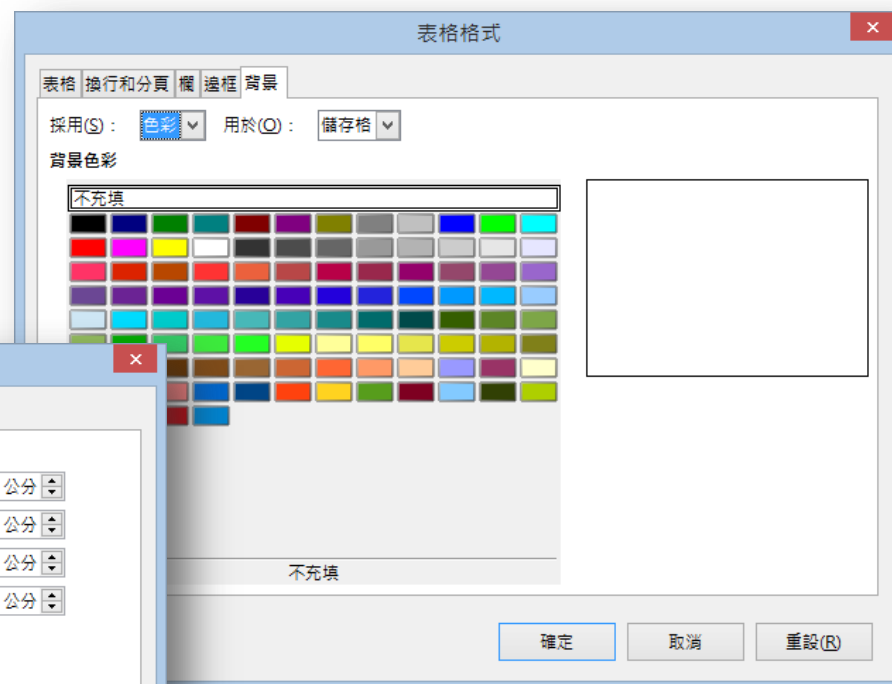 表格格式
表格 換行和分頁 欄 邊框 背景
採用(S)： 色彩 用於(O)： 儲存格
背景色彩
不充填
公分
公分
公分
公分
不充填
確定 取消 重設(R)